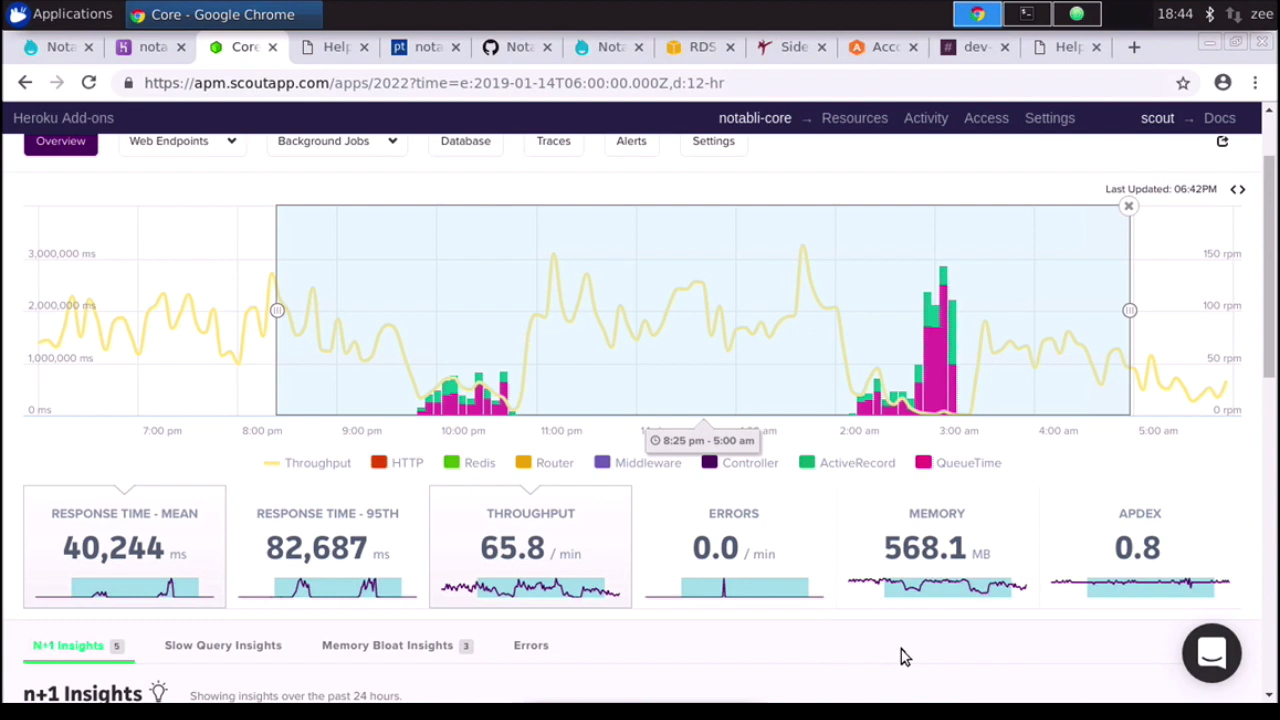 Applications
Core - Google Chrome
18:44
zee
Nota
nota
Core
Help
nota
Nota
Nota
RDS
Side
Acco
dev-
Help
https://apm.scoutapp.com/apps/2022?time=e:2019-01-14T06:00:00.000Z,d:12-hr
Heroku Add-ons
notabli-core → Resources Activity Access Settings
scout → Docs
Overview
Web Endpoints
Background Jobs
Database
Traces
Alerts
Settings
Last Updated: 06:42PM
3,000,000 ms
150 rpm
2,000,000 ms
100 rpm
1,000,000 ms
50 rpm
0 ms
0 rpm
7:00 pm 8:00 pm 9:00 pm 10:00 pm 11:00 pm am 2:00 am 3:00 am 4:00 am 5:00 am
8:25 pm - 5:00 am
Throughput HTTP Redis Router Middleware Controller ActiveRecord QueueTime
RESPONSE TIME - MEAN
40,244 ms
RESPONSE TIME - 95TH
82,687 ms
THROUGHPUT
65.8 / min
ERRORS
0.0 / min
MEMORY
568.1 MB
APDEX
0.8
N+1 Insights 5
Slow Query Insights
Memory Bloat Insights 3
Errors
n+1 Insights
Showing insights over the past 24 hours.